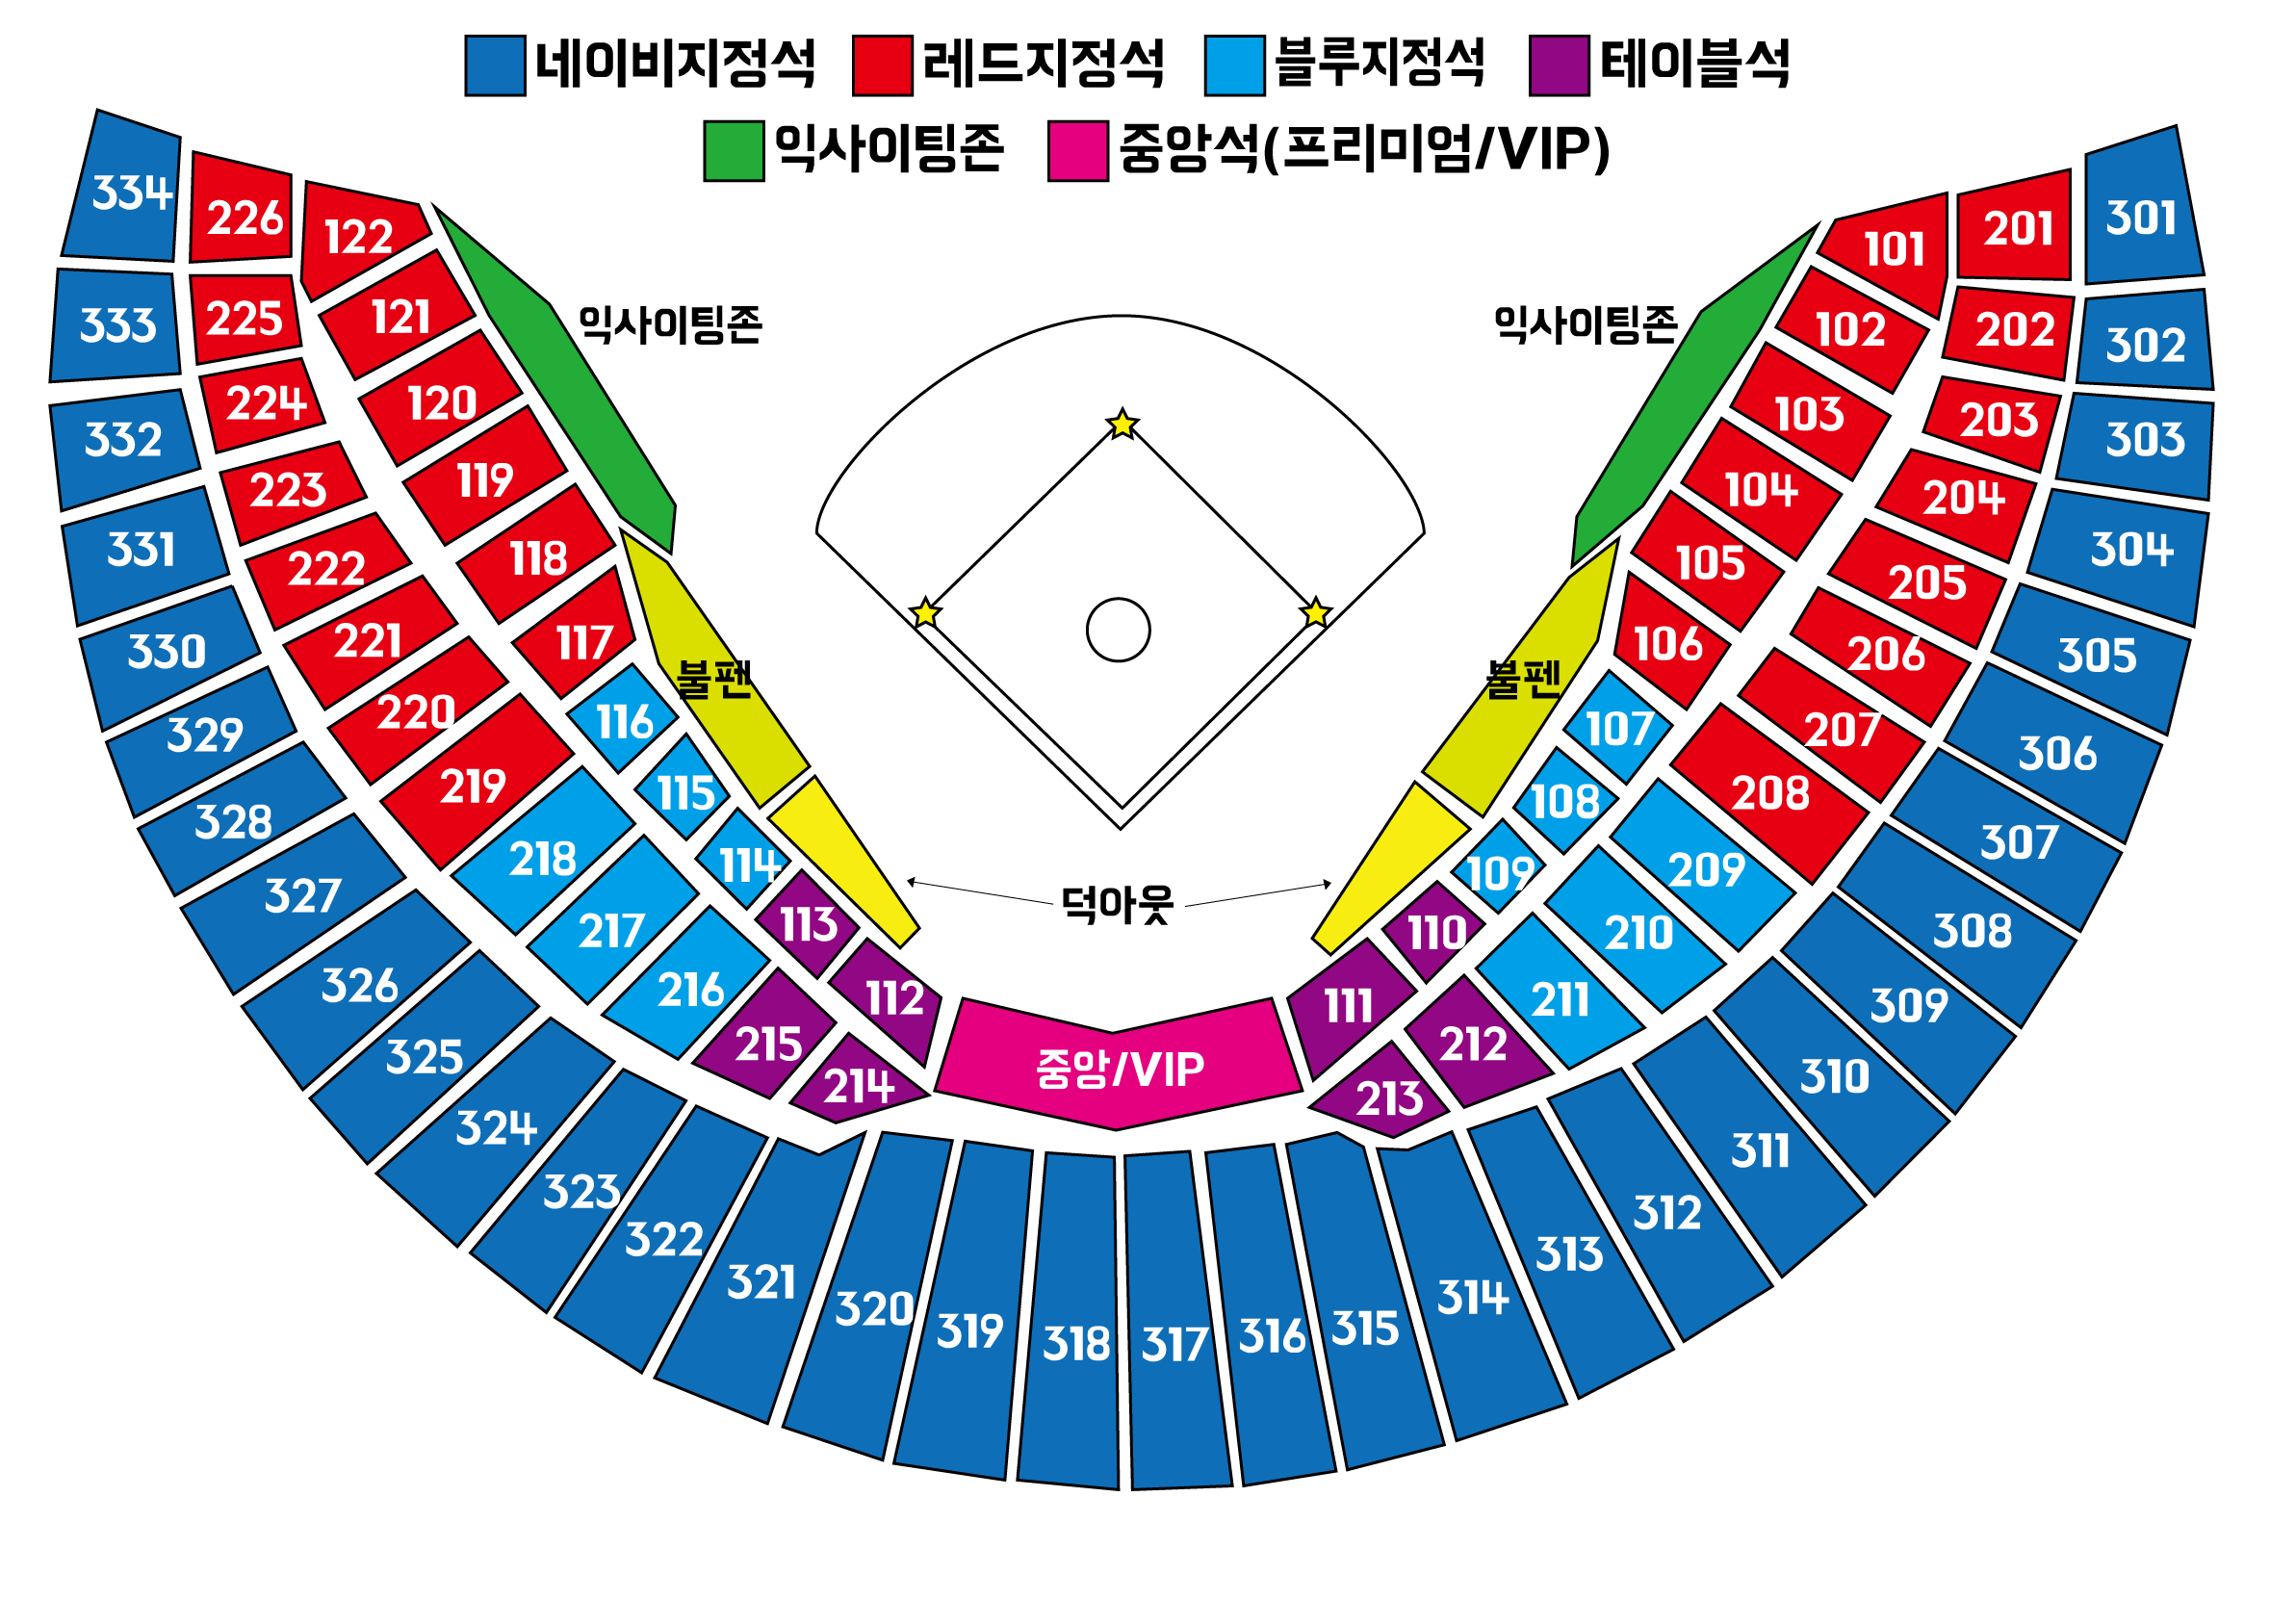 네이비지정석 레드지정석 블루지정석 테이블석
익사이팅존 중앙석(프리미엄/VIP)
334 226 122 101 201 301
333 225 121 익사이팅존 익사이팅존 102 202 302
332 224 120 103 203 303
331 223 119 104 204 304
330 222 118 105 205 305
329 221 117 불펜 불펜 106 206 306
328 220 116 107 207 307
327 219 115 108 208 308
326 218 114 109 209 309
325 217 113 덕아웃 110 210 310
324 216 112 111 211 311
323 215 중앙/VIP 212 312
322 214 213 313
321 320 319 318 317 316 315 314